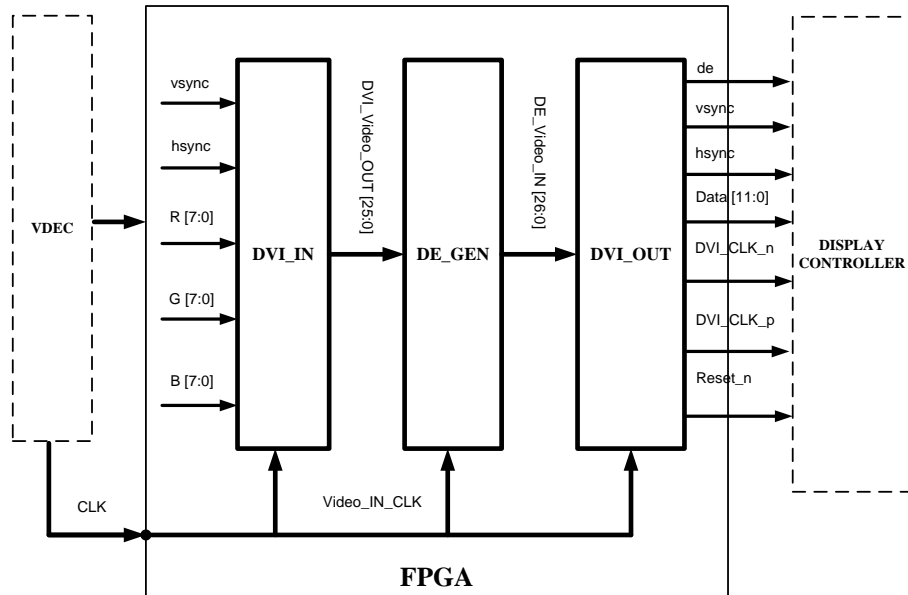 VDEC
CLK
vsync
hsync
R [7:0]
G [7:0]
B [7:0]
DVI_IN
DVI_Video_OUT [25:0]
DE_GEN
DE_Video_IN [26:0]
DVI_OUT
Video_IN_CLK
de
vsync
hsync
Data [11:0]
DVI_CLK_n
DVI_CLK_p
Reset_n
DISPLAY
CONTROLLER
FPGA